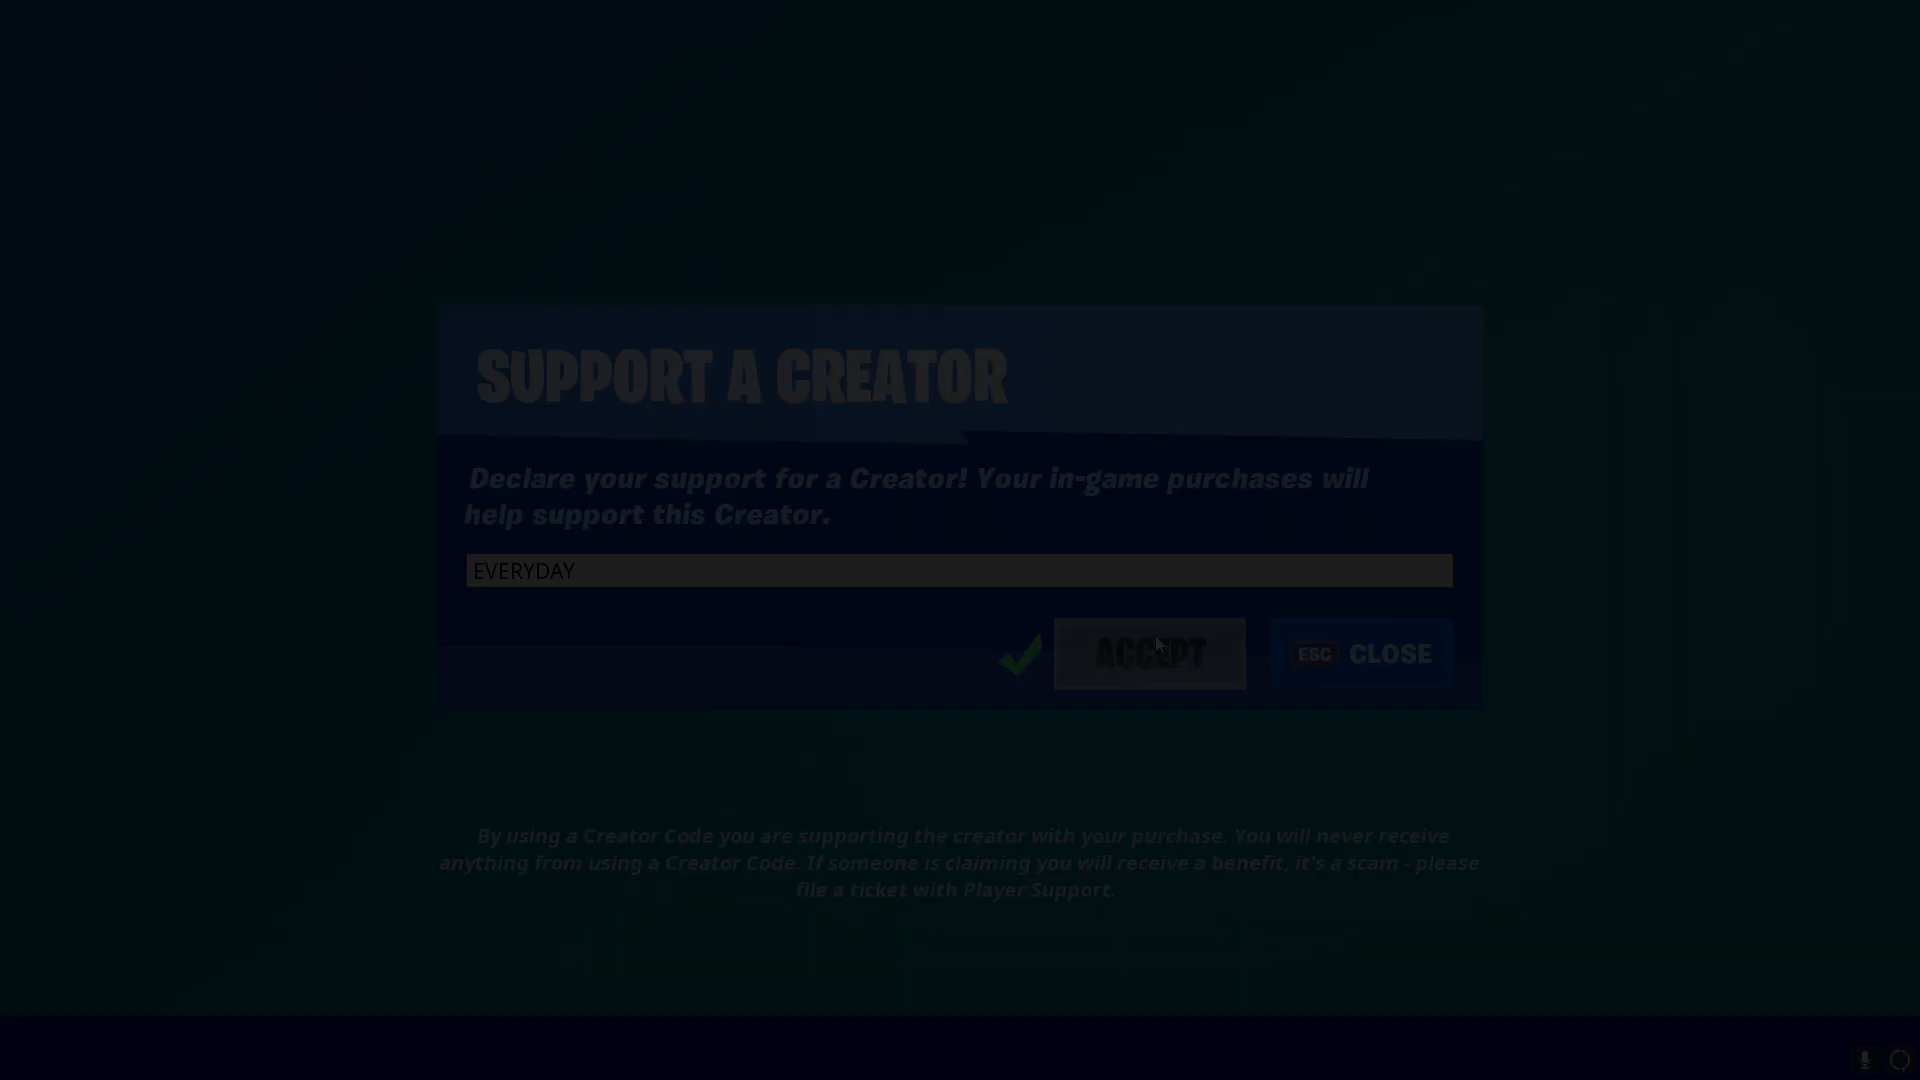 SUPPORT A CREATOR
Declare your support for a Creator! Your in-game purchases will
help support this Creator.
EVERYDAY
ACCEPT
ESC CLOSE
By using a Creator Code you are supporting the creator with your purchase. You will never receive
anything from using a Creator Code. If someone is claiming you will receive a benefit, it's a scam - please
file a ticket with Player Support.